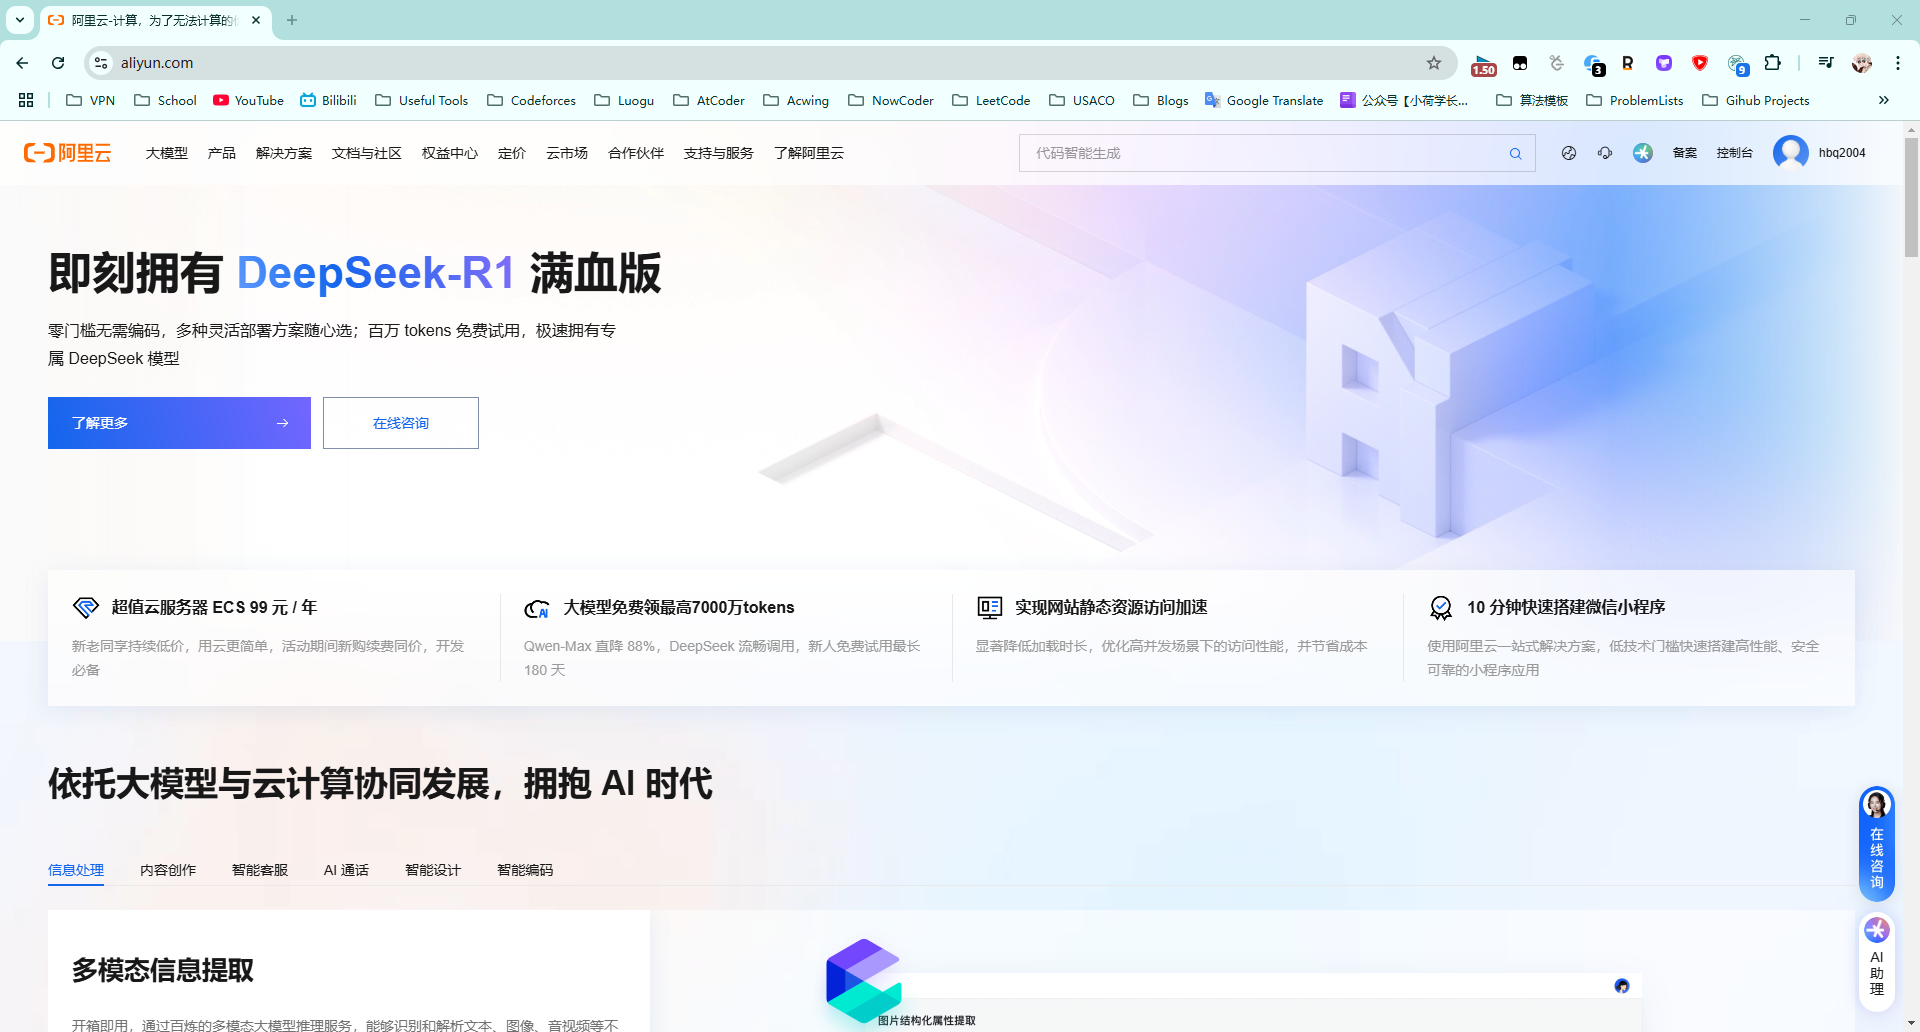 阿里云-计算，为了无法计算的
aliyun.com
1.50
3
9
VPN
School
YouTube
Bilibili
Useful Tools
Codeforces
Luogu
AtCoder
Acwing
NowCoder
LeetCode
USACO
Blogs
Google Translate
公众号【小荷学长...
算法模板
ProblemLists
Gihub Projects
阿里云
大模型
产品
解决方案
文档与社区
权益中心
定价
云市场
合作伙伴
支持与服务
了解阿里云
代码智能生成
备案
控制台
hbq2004
即刻拥有 DeepSeek-R1 满血版
零门槛无需编码，多种灵活部署方案随心选；百万 tokens 免费试用，极速拥有专
属 DeepSeek 模型
了解更多
在线咨询
超值云服务器 ECS 99 元 / 年
新老同享持续低价，用云更简单，活动期间新购续费同价，开发
必备
大模型免费领最高7000万tokens
Qwen-Max 直降 88%，DeepSeek 流畅调用，新人免费试用最长
180 天
实现网站静态资源访问加速
显著降低加载时长，优化高并发场景下的访问性能，并节省成本
10 分钟快速搭建微信小程序
使用阿里云一站式解决方案，低技术门槛快速搭建高性能、安全
可靠的小程序应用
依托大模型与云计算协同发展，拥抱 AI 时代
信息处理
内容创作
智能客服
AI 通话
智能设计
智能编码
多模态信息提取
开箱即用，通过百炼的多模态大模型推理服务，能够识别和解析文本、图像、音视频等不
图片结构化属性提取
在线咨询
AI助理